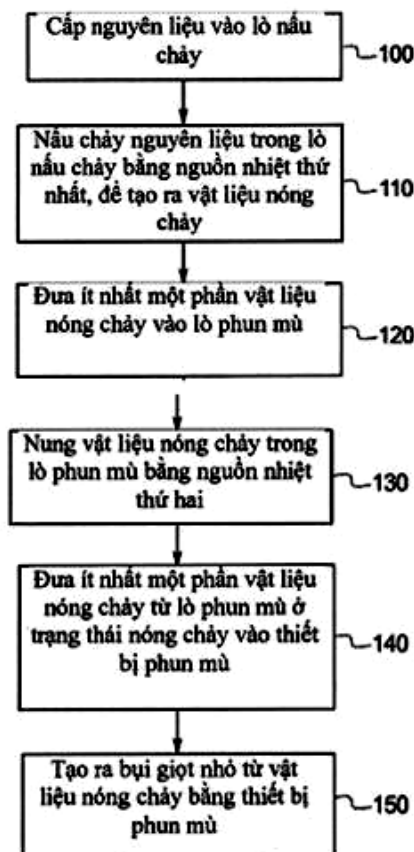 Cấp nguyên liệu vào lò nấu
chảy
100
Nấu chảy nguyên liệu trong lò
nấu chảy bằng nguồn nhiệt thứ
nhất, để tạo ra vật liệu nóng
chảy
110
Đưa ít nhất một phần vật liệu
nóng chảy vào lò phun mù
120
Nung vật liệu nóng chảy trong
lò phun mù bằng nguồn nhiệt
thứ hai
130
Đưa ít nhất một phần vật liệu
nóng chảy từ lò phun mù ở
trạng thái nóng chảy vào thiết
bị phun mù
140
Tạo ra bụi giọt nhỏ từ vật
liệu nóng chảy bằng thiết bị
phun mù
150